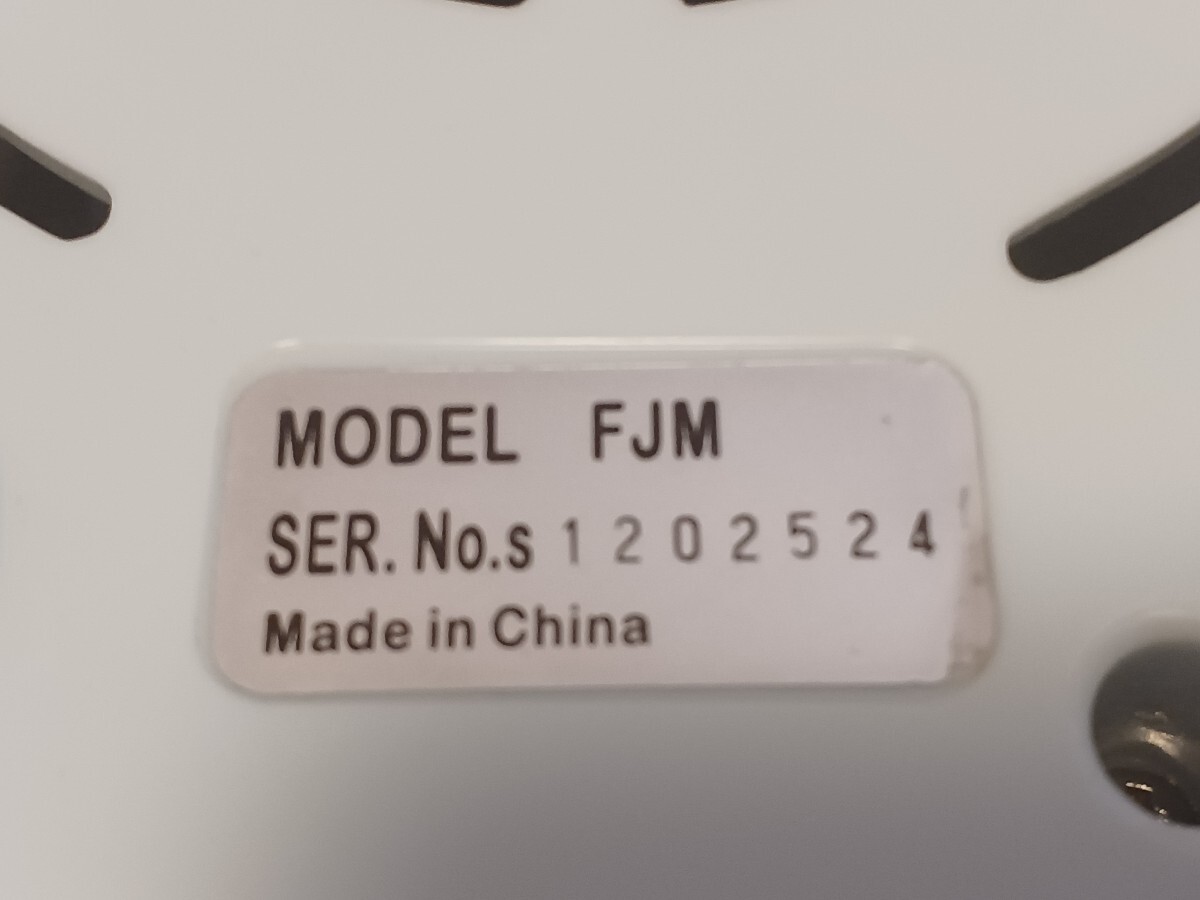 MODEL FJM
SER. No.s 1202524
Made in China